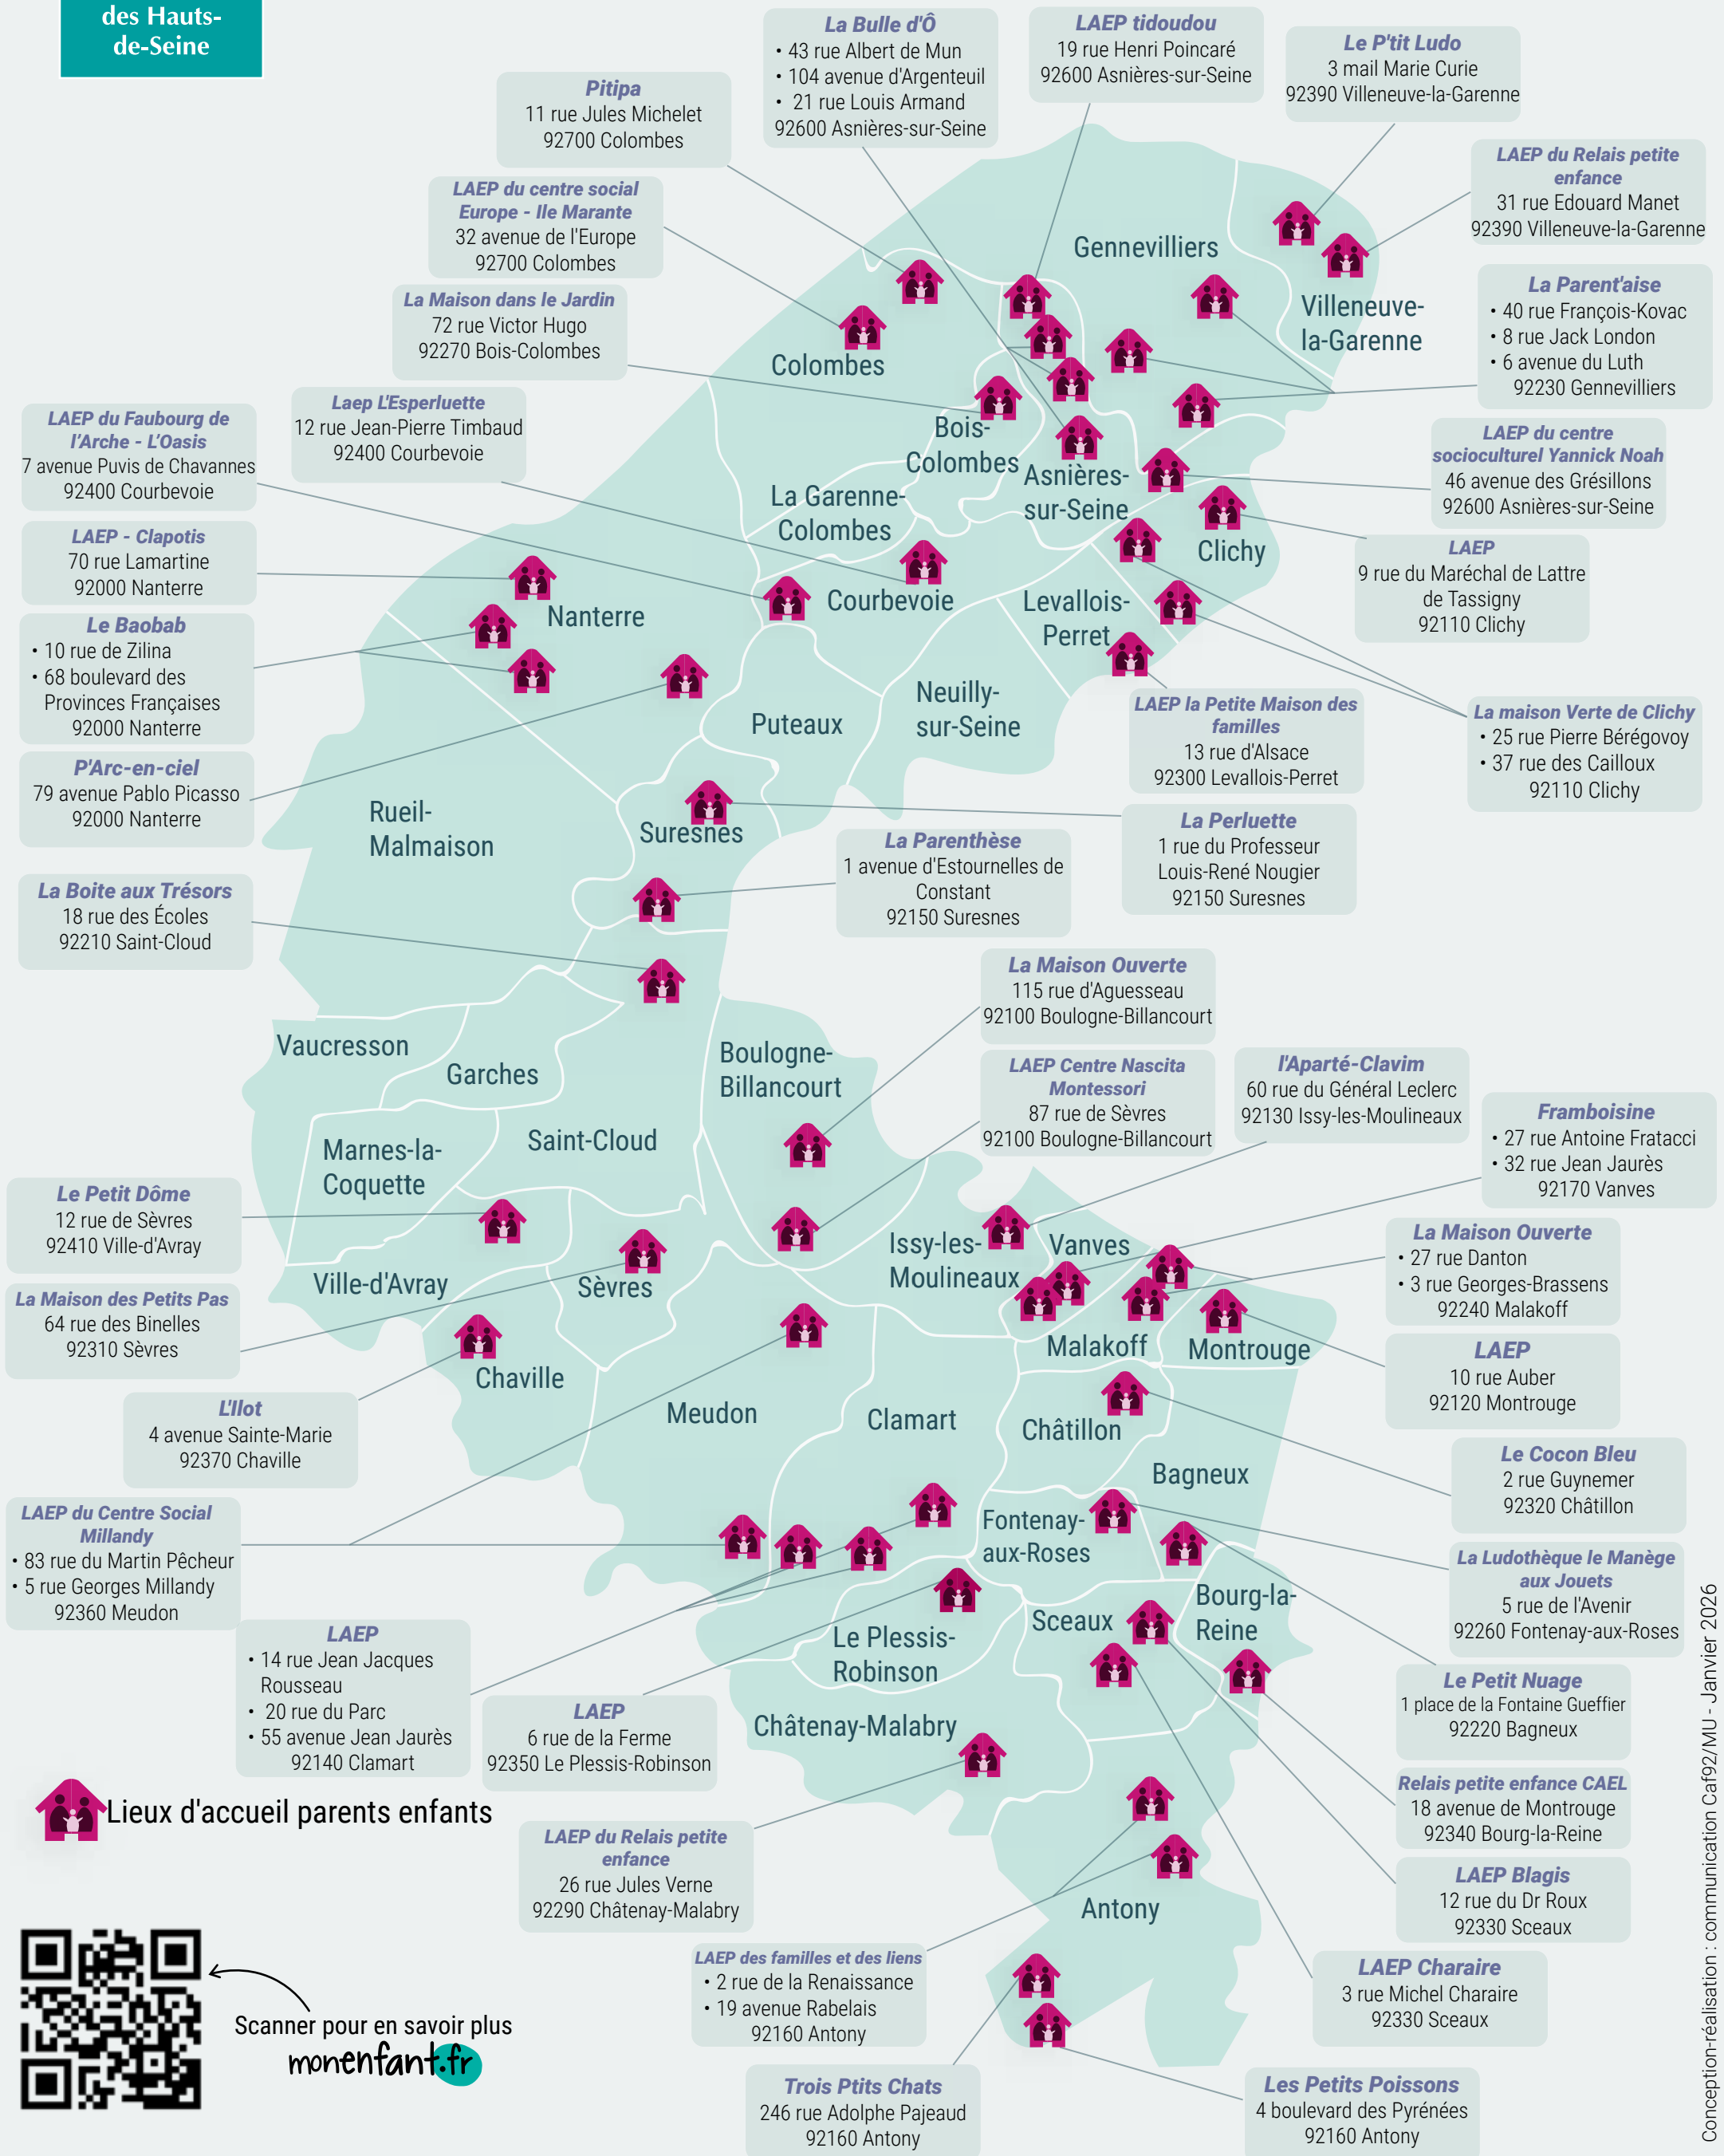 des Hauts-
de-Seine
La Bulle d'Ô
• 43 rue Albert de Mun
• 104 avenue d'Argenteuil
• 21 rue Louis Armand
92600 Asnières-sur-Seine
LAEP tidoudou
19 rue Henri Poincaré
92600 Asnières-sur-Seine
Le P'tit Ludo
3 mail Marie Curie
92390 Villeneuve-la-Garenne
Pitipa
11 rue Jules Michelet
92700 Colombes
LAEP du Relais petite
enfance
31 rue Edouard Manet
92390 Villeneuve-la-Garenne
LAEP du centre social
Europe - Ile Marante
32 avenue de l'Europe
92700 Colombes
La Parent'aise
• 40 rue François-Kovac
• 8 rue Jack London
• 6 avenue du Luth
92230 Gennevilliers
La Maison dans le Jardin
72 rue Victor Hugo
92270 Bois-Colombes
Laep L'Esperluette
12 rue Jean-Pierre Timbaud
92400 Courbevoie
LAEP du Faubourg de
l'Arche - L'Oasis
7 avenue Puvis de Chavannes
92400 Courbevoie
LAEP du centre
socioculturel Yannick Noah
46 avenue des Grésillons
92600 Asnières-sur-Seine
LAEP - Clapotis
70 rue Lamartine
92000 Nanterre
LAEP
9 rue du Maréchal de Lattre
de Tassigny
92110 Clichy
Le Baobab
• 10 rue de Zilina
• 68 boulevard des
Provinces Françaises
92000 Nanterre
LAEP la Petite Maison des
familles
13 rue d'Alsace
92300 Levallois-Perret
La maison Verte de Clichy
• 25 rue Pierre Bérégovoy
• 37 rue des Cailloux
92110 Clichy
P'Arc-en-ciel
79 avenue Pablo Picasso
92000 Nanterre
La Perluette
1 rue du Professeur
Louis-René Nougier
92150 Suresnes
La Parenthèse
1 avenue d'Estournelles de
Constant
92150 Suresnes
La Boite aux Trésors
18 rue des Écoles
92210 Saint-Cloud
Gennevilliers
Villeneuve-
la-Garenne
Colombes
Bois-
Colombes
Asnières-
sur-Seine
La Garenne-
Colombes
Clichy
Courbevoie
Levallois-
Perret
Nanterre
Neuilly-
sur-Seine
Puteaux
Rueil-
Malmaison
Suresnes
La Maison Ouverte
115 rue d'Aguesseau
92100 Boulogne-Billancourt
LAEP Centre Nascita
Montessori
87 rue de Sèvres
92100 Boulogne-Billancourt
l'Aparté-Clavim
60 rue du Général Leclerc
92130 Issy-les-Moulineaux
Framboisine
• 27 rue Antoine Fratacci
• 32 rue Jean Jaurès
92170 Vanves
Vaucresson
Garches
Boulogne-
Billancourt
Marnes-la-
Coquette
Saint-Cloud
Le Petit Dôme
12 rue de Sèvres
92410 Ville-d'Avray
La Maison Ouverte
• 27 rue Danton
• 3 rue Georges-Brassens
92240 Malakoff
Ville-d'Avray
Sèvres
Issy-les-
Moulineaux
Vanves
Malakoff
Montrouge
La Maison des Petits Pas
64 rue des Binelles
92310 Sèvres
LAEP
10 rue Auber
92120 Montrouge
Chaville
Meudon
Clamart
Châtillon
Bagneux
L'Ilot
4 avenue Sainte-Marie
92370 Chaville
Le Cocon Bleu
2 rue Guynemer
92320 Châtillon
LAEP du Centre Social
Millandy
• 83 rue du Martin Pêcheur
• 5 rue Georges Millandy
92360 Meudon
Fontenay-
aux-Roses
La Ludothèque le Manège
aux Jouets
5 rue de l'Avenir
92260 Fontenay-aux-Roses
LAEP
• 14 rue Jean Jacques
Rousseau
• 20 rue du Parc
• 55 avenue Jean Jaurès
92140 Clamart
Sceaux
Bourg-la-
Reine
Le Plessis-
Robinson
LAEP
6 rue de la Ferme
92350 Le Plessis-Robinson
Le Petit Nuage
1 place de la Fontaine Gueffier
92220 Bagneux
Châtenay-Malabry
Relais petite enfance CAEL
18 avenue de Montrouge
92340 Bourg-la-Reine
Lieux d'accueil parents enfants
LAEP du Relais petite
enfance
26 rue Jules Verne
92290 Châtenay-Malabry
LAEP Blagis
12 rue du Dr Roux
92330 Sceaux
Antony
LAEP des familles et des liens
• 2 rue de la Renaissance
• 19 avenue Rabelais
92160 Antony
LAEP Charaire
3 rue Michel Charaire
92330 Sceaux
Scanner pour en savoir plus
monenfant.fr
Trois Ptits Chats
246 rue Adolphe Pajeaud
92160 Antony
Les Petits Poissons
4 boulevard des Pyrénées
92160 Antony
Conception-réalisation : communication Caf92/MU - Janvier 2026